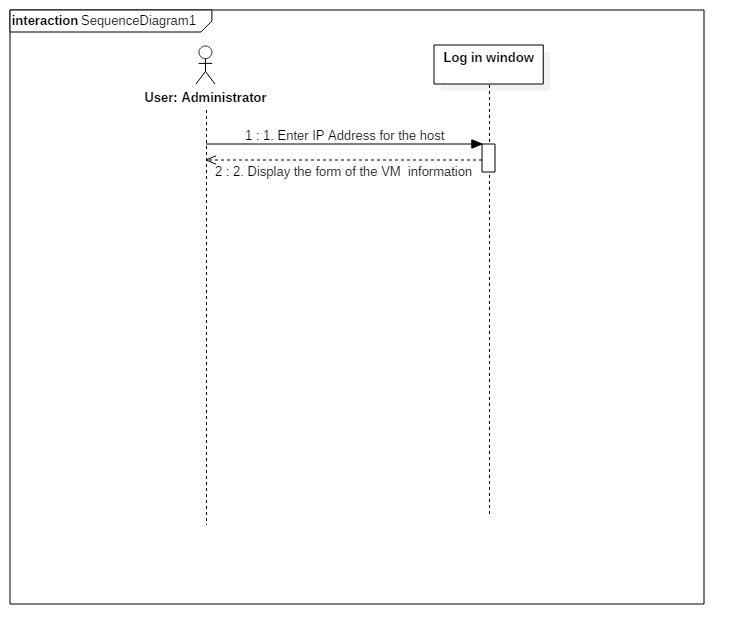 interaction SequenceDiagram1
Log in window
User: Administrator
1 : 1. Enter IP Address for the host
2 : 2. Display the form of the VM  information